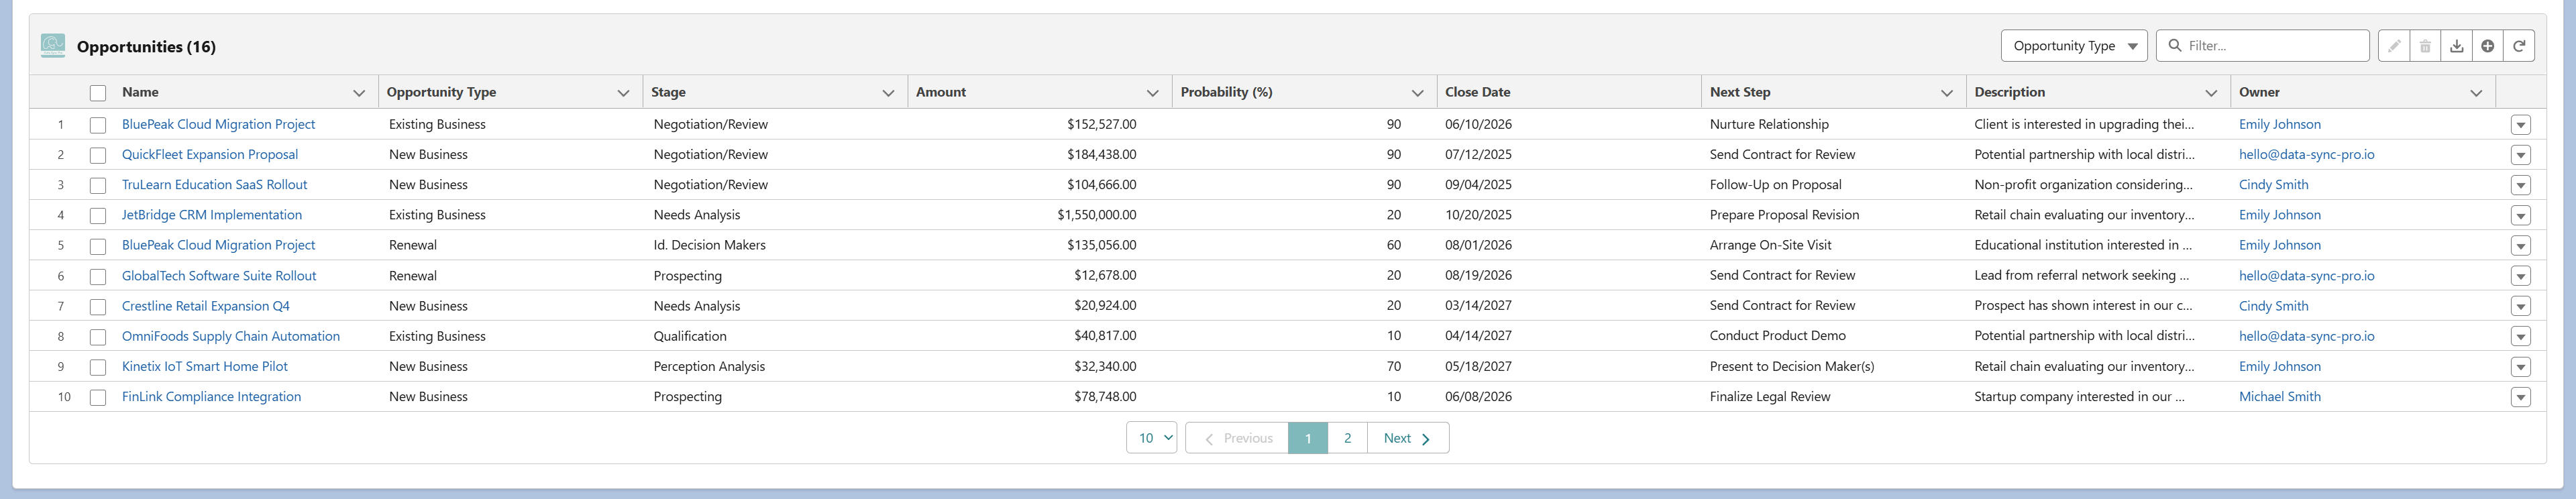 Opportunities (16) Opportunity Type Filter...
Name Opportunity Type Stage Amount Probability (%) Close Date Next Step Description Owner
1 BluePeak Cloud Migration Project Existing Business Negotiation/Review $152,527.00 90 06/10/2026 Nurture Relationship Client is interested in upgrading thei... Emily Johnson
2 QuickFleet Expansion Proposal New Business Negotiation/Review $184,438.00 90 07/12/2025 Send Contract for Review Potential partnership with local distri... hello@data-sync-pro.io
3 TruLearn Education SaaS Rollout New Business Negotiation/Review $104,666.00 90 09/04/2025 Follow-Up on Proposal Non-profit organization considering... Cindy Smith
4 JetBridge CRM Implementation Existing Business Needs Analysis $1,550,000.00 20 10/20/2025 Prepare Proposal Revision Retail chain evaluating our inventory... Emily Johnson
5 BluePeak Cloud Migration Project Renewal Id. Decision Makers $135,056.00 60 08/01/2026 Arrange On-Site Visit Educational institution interested in ... Emily Johnson
6 GlobalTech Software Suite Rollout Renewal Prospecting $12,678.00 20 08/19/2026 Send Contract for Review Lead from referral network seeking ... hello@data-sync-pro.io
7 Crestline Retail Expansion Q4 New Business Needs Analysis $20,924.00 20 03/14/2027 Send Contract for Review Prospect has shown interest in our c... Cindy Smith
8 OmniFoods Supply Chain Automation Existing Business Qualification $40,817.00 10 04/14/2027 Conduct Product Demo Potential partnership with local distri... hello@data-sync-pro.io
9 Kinetix IoT Smart Home Pilot New Business Perception Analysis $32,340.00 70 05/18/2027 Present to Decision Maker(s) Retail chain evaluating our inventory... Emily Johnson
10 FinLink Compliance Integration New Business Prospecting $78,748.00 10 06/08/2026 Finalize Legal Review Startup company interested in our ... Michael Smith
10 Previous 1 2 Next